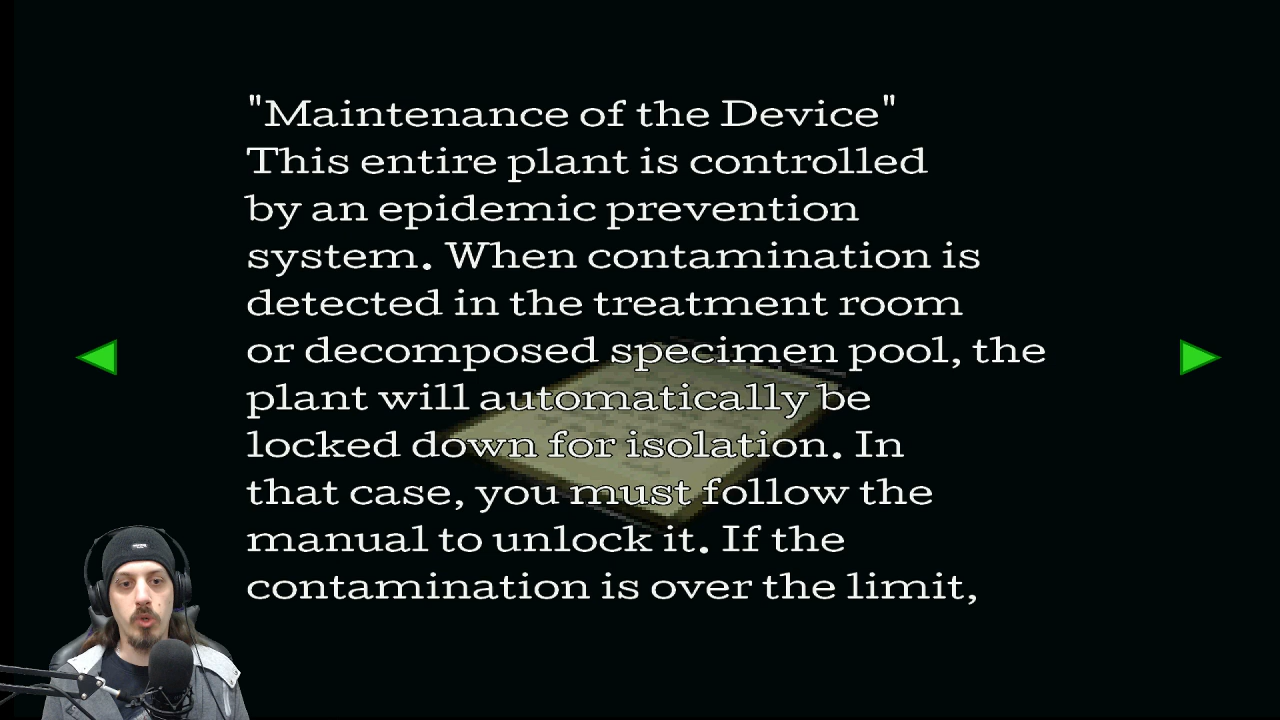 "Maintenance of the Device"
This entire plant is controlled
by an epidemic prevention
system. When contamination is
detected in the treatment room
or decomposed specimen pool, the
plant will automatically be
locked down for isolation. In
that case, you must follow the
manual to unlock it. If the
contamination is over the limit,